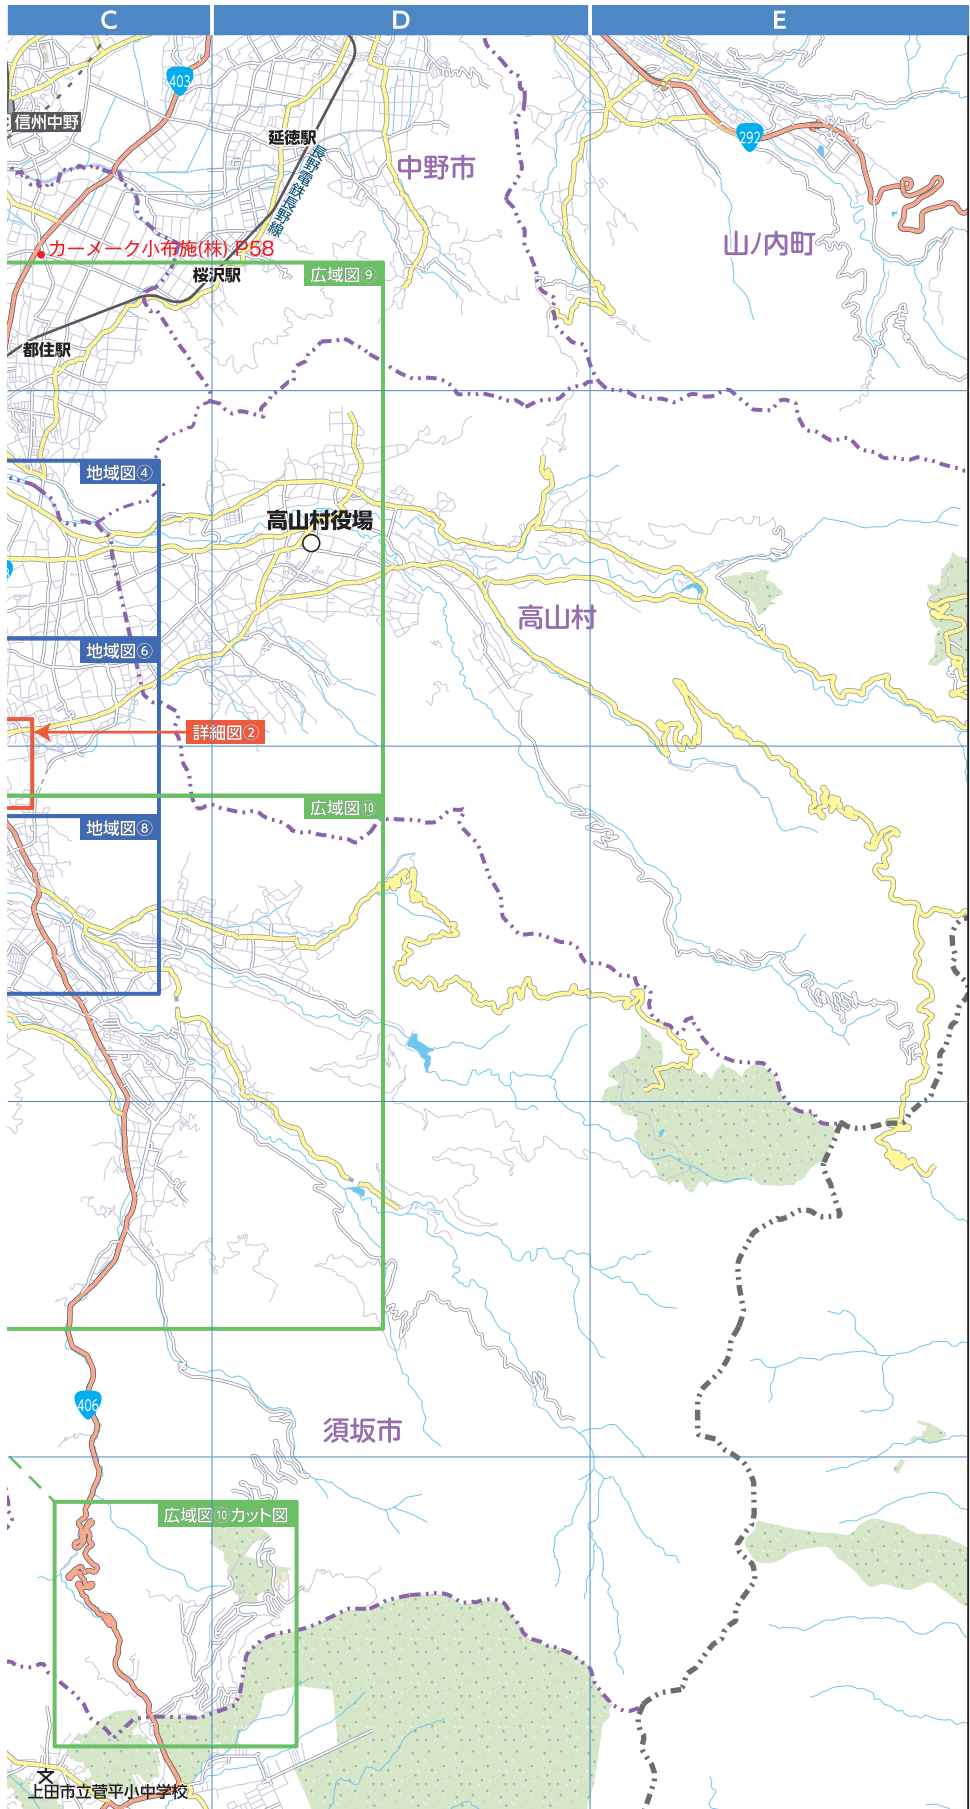 C
D
E
403
信州中野
延徳駅
長野電鉄長野線
中野市
292
山ノ内町
カーメーク小布施(株) P58
桜沢駅
広域図⑨
都住駅
地域図④
高山村役場
高山村
地域図⑥
詳細図②
広域図⑩
地域図⑧
406
須坂市
広域図⑩カット図
上田市立菅平小中学校